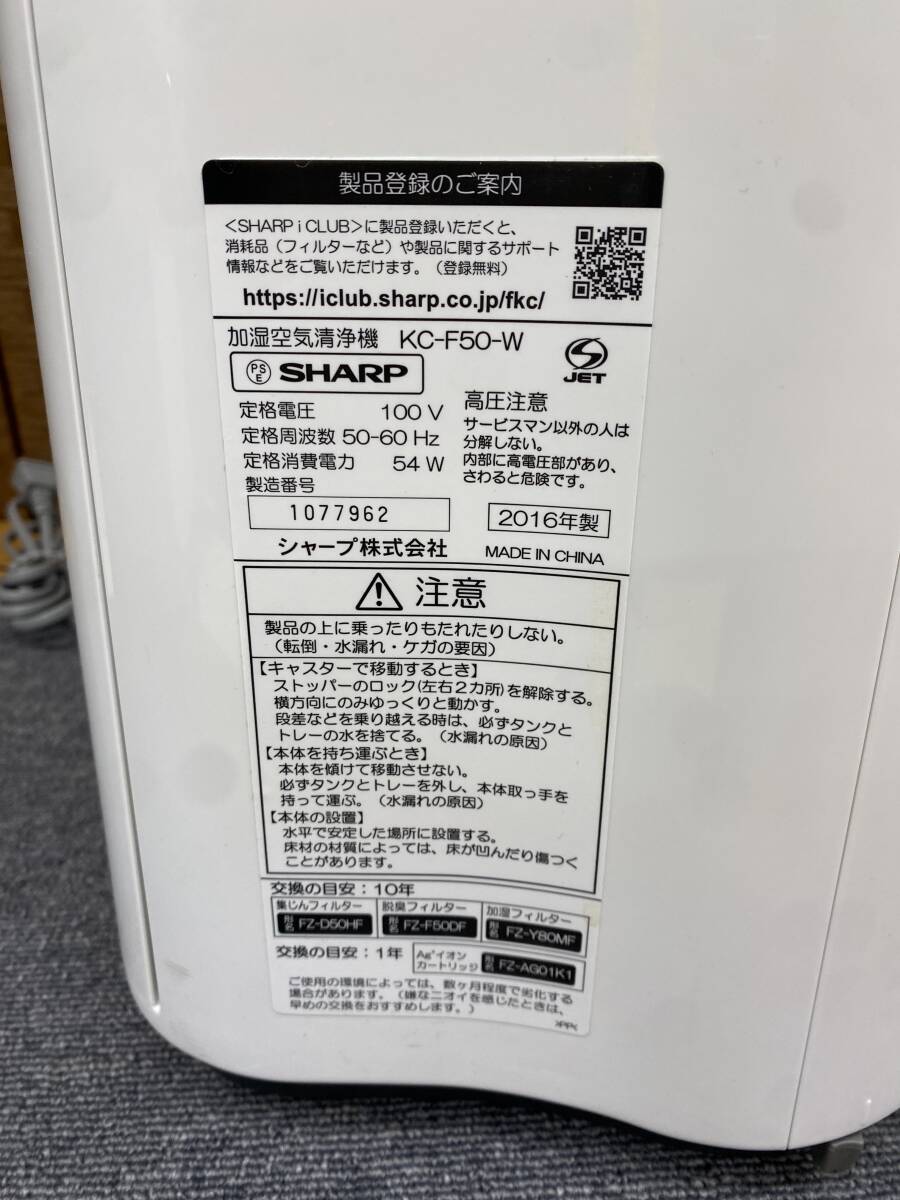 製品登録のご案内
<SHARP i CLUB>に製品登録いただくと、
消耗品（フィルターなど）や製品に関するサポート
情報などをご覧いただけます。（登録無料）
https://iclub.sharp.co.jp/fkc/
加湿空気清浄機 KC-F50-W
PSE SHARP
JET
定格電圧 100 V
定格周波数 50-60 Hz
定格消費電力 54 W
製造番号
1077962
高圧注意
サービスマン以外の人は
分解しない。
内部に高電圧部があり、
さわると危険です。
2016年製
シャープ株式会社
MADE IN CHINA
注意
製品の上に乗ったりもたれたりしない。
（転倒・水漏れ・ケガの要因）
【キャスターで移動するとき】
ストッパーのロック(左右２カ所)を解除する。
横方向にのみゆっくりと動かす。
段差などを乗り越える時は、必ずタンクと
トレーの水を捨てる。（水漏れの原因）
【本体を持ち運ぶとき】
本体を傾けて移動させない。
必ずタンクとトレーを外し、本体取っ手を
持って運ぶ。（水漏れの原因）
【本体の設置】
水平で安定した場所に設置する。
床材の材質によっては、床が凹んだり傷つく
ことがあります。
交換の目安：10年
集じんフィルター
形名 FZ-D50HF
脱臭フィルター
形名 FZ-F50DF
加湿フィルター
形名 FZ-Y80MF
交換の目安：1年
Ag⁺イオン
カートリッジ
形名 FZ-AG01K1
ご使用の環境によっては、数ヶ月程度で劣化する
場合があります。（嫌なニオイを感じたときは、
早めの交換をおすすめします。）
>PP<